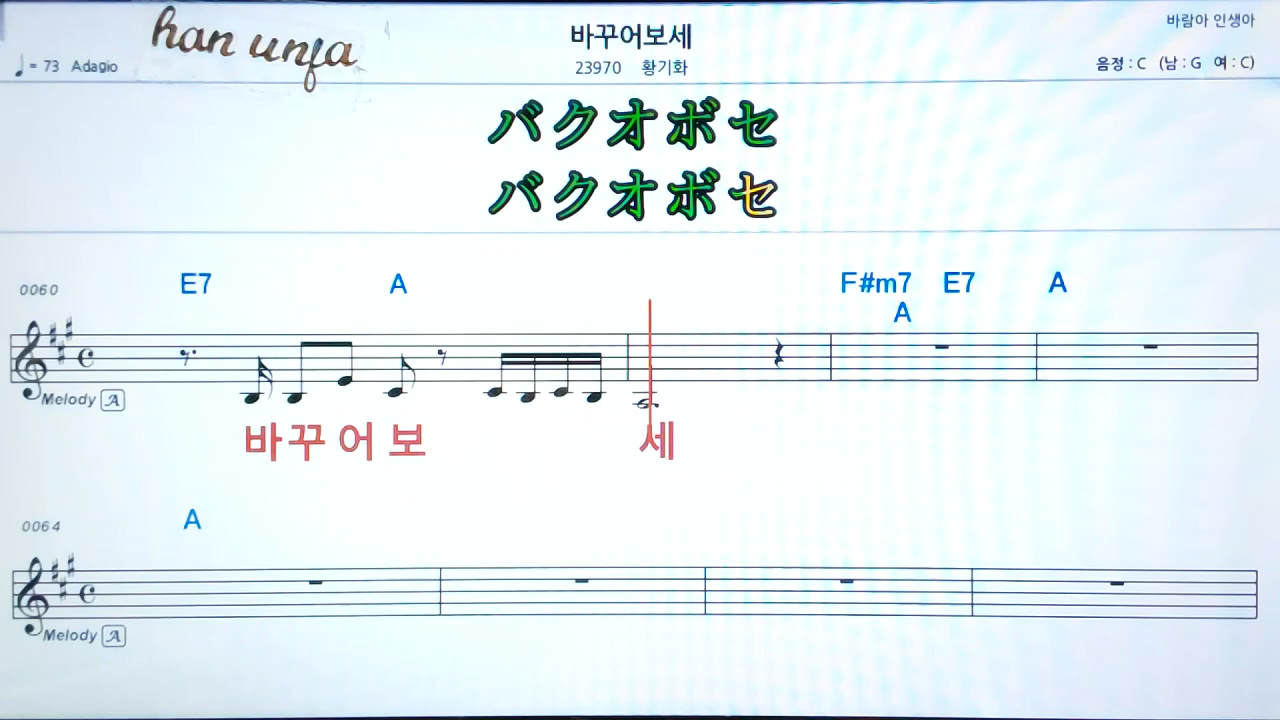 han unfa
바꾸어보세
바람아 인생아
♩= 73 Adagio
23970 황기화
음정 : C (남 : G 여 : C)
バクオボセ
バクオボセ
0060
E7 A F#m7 E7 A
A
Melody A
바꾸어보 세
0064
A
Melody A